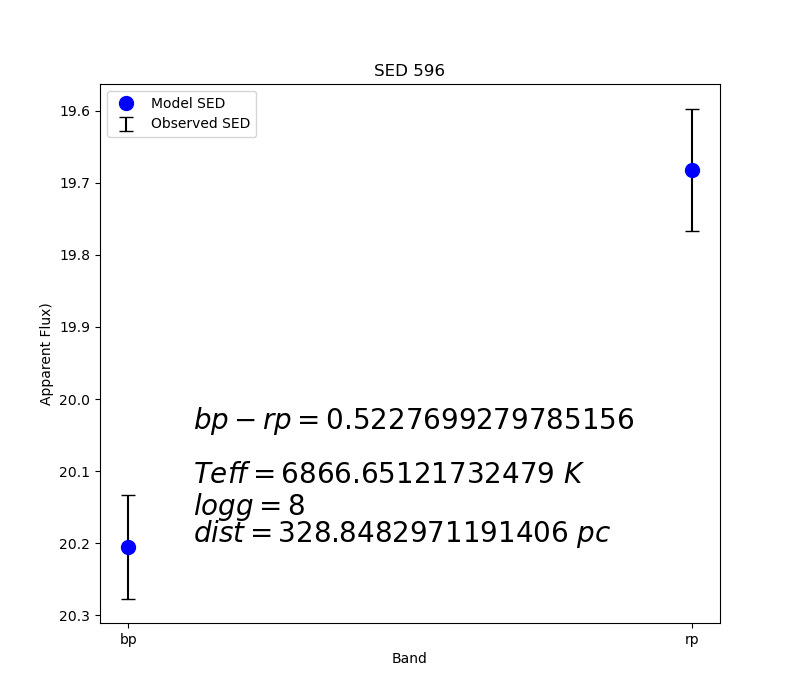 SED 596
Model SED
Observed SED
19.6
19.7
19.8
19.9
20.0
20.1
20.2
20.3
Apparent Flux)
bp − rp = 0.5227699279785156
Teff = 6866.65121732479 K
logg = 8
dist = 328.8482971191406 pc
bp
rp
Band